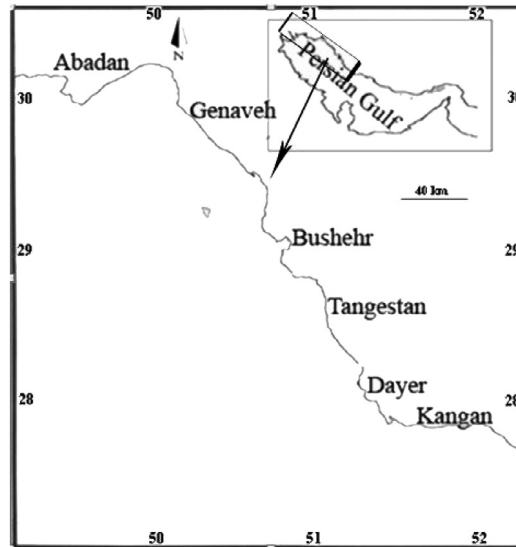 50 51 52
N
Abadan
Persian Gulf
30 30
Genaveh
40 km
Bushehr
29 29
Tangestan
Dayer
28 28
Kangan
50 51 52